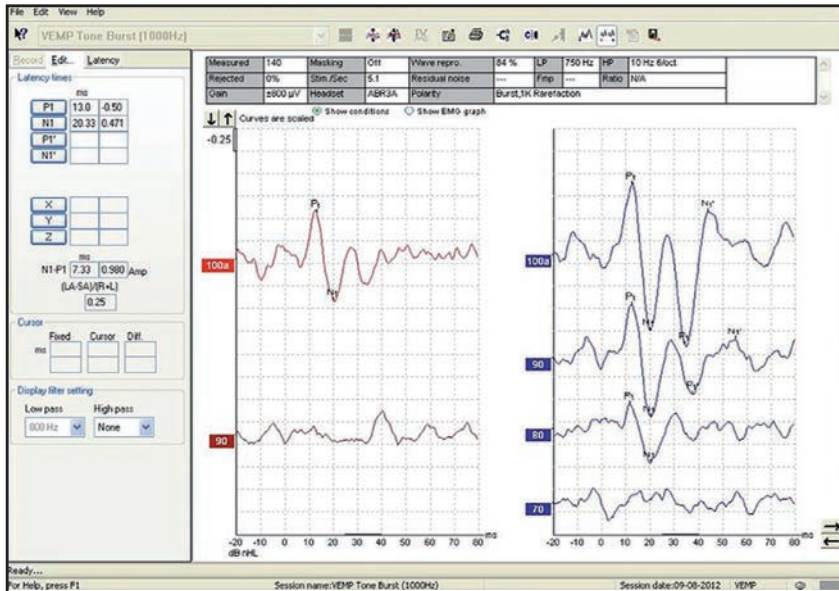 File Edit View Help
VEMP Tone Burst (1000Hz)
Record Edit... Latency
Latency times
ms
P1 13.0 -0.50
N1 20.33 0.471
P1'
N1'
X
Y
Z
ms
N1-P1 7.33 0.980 Amp
(LA-SA)/(R+L)
0.25
Cursor
Fixed Cursor Diff.
ms
Display filter setting
Low pass High pass
800 Hz None
Measured 140 Masking Off Wave repro. 84 % LP 750 Hz HP 10 Hz 6/oct
Rejected 0% Stim./Sec 5.1 Residual noise --- Fmp --- Ratio N/A
Gain ±800 µV Headset ABR3A Polarity Burst,1K Rarefaction
Show conditions Show EMG graph
Curves are scaled
-0.25
100a P1 N1
90
-20 -10 0 10 20 30 40 50 60 70 80 ms
dB nHL
100a P1 N1 P1' N1'
90 P1 N1 P1' N1'
80 P1 N1
70
-20 -10 0 10 20 30 40 50 60 70 80 ms
Ready...
For Help, press F1 Session name:VEMP Tone Burst (1000Hz) Session date:09-08-2012 VEMP